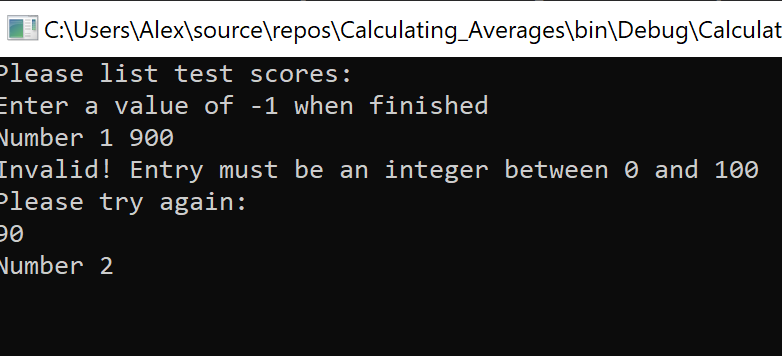 C:\Users\Alex\source\repos\Calculating_Averages\bin\Debug\Calculat
Please list test scores:
Enter a value of -1 when finished
Number 1 900
Invalid! Entry must be an integer between 0 and 100
Please try again:
90
Number 2